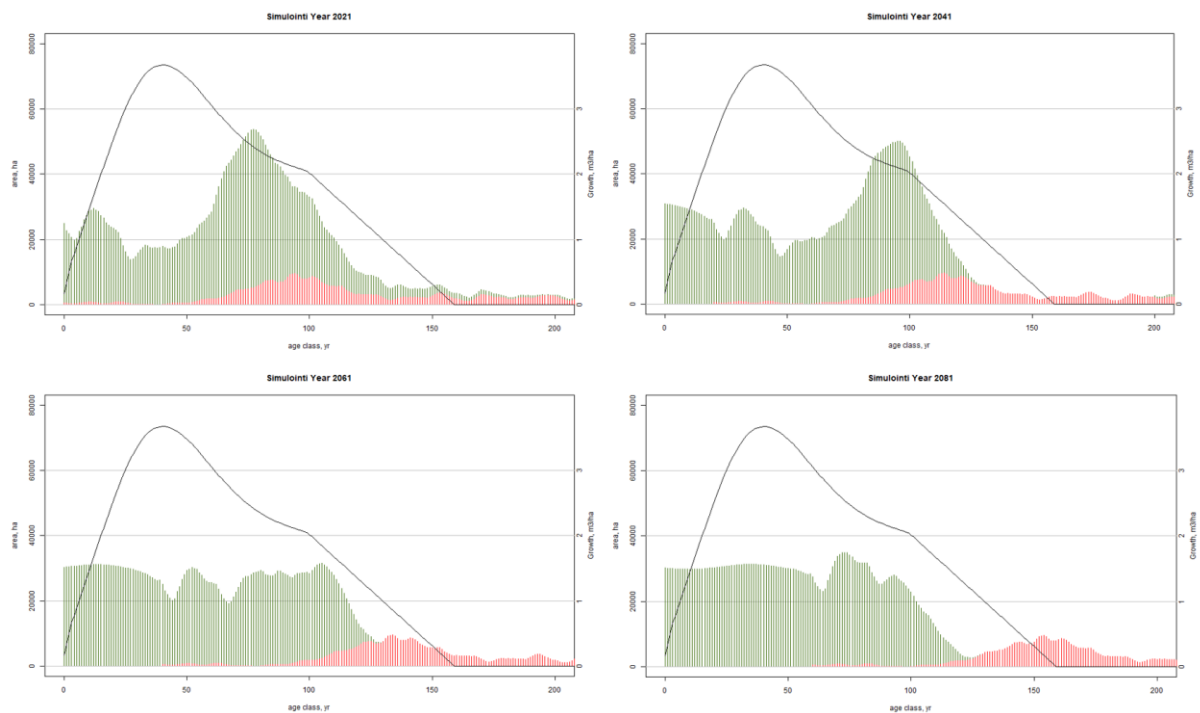 Simulointi Year 2021
80000
60000
40000
20000
0
area, ha
3
2
1
0
Growth, m3/ha
0 50 100 150 200
age class, yr
Simulointi Year 2041
80000
60000
40000
20000
0
area, ha
3
2
1
0
Growth, m3/ha
0 50 100 150 200
age class, yr
Simulointi Year 2061
80000
60000
40000
20000
0
area, ha
3
2
1
0
Growth, m3/ha
0 50 100 150 200
age class, yr
Simulointi Year 2081
80000
60000
40000
20000
0
area, ha
3
2
1
0
Growth, m3/ha
0 50 100 150 200
age class, yr